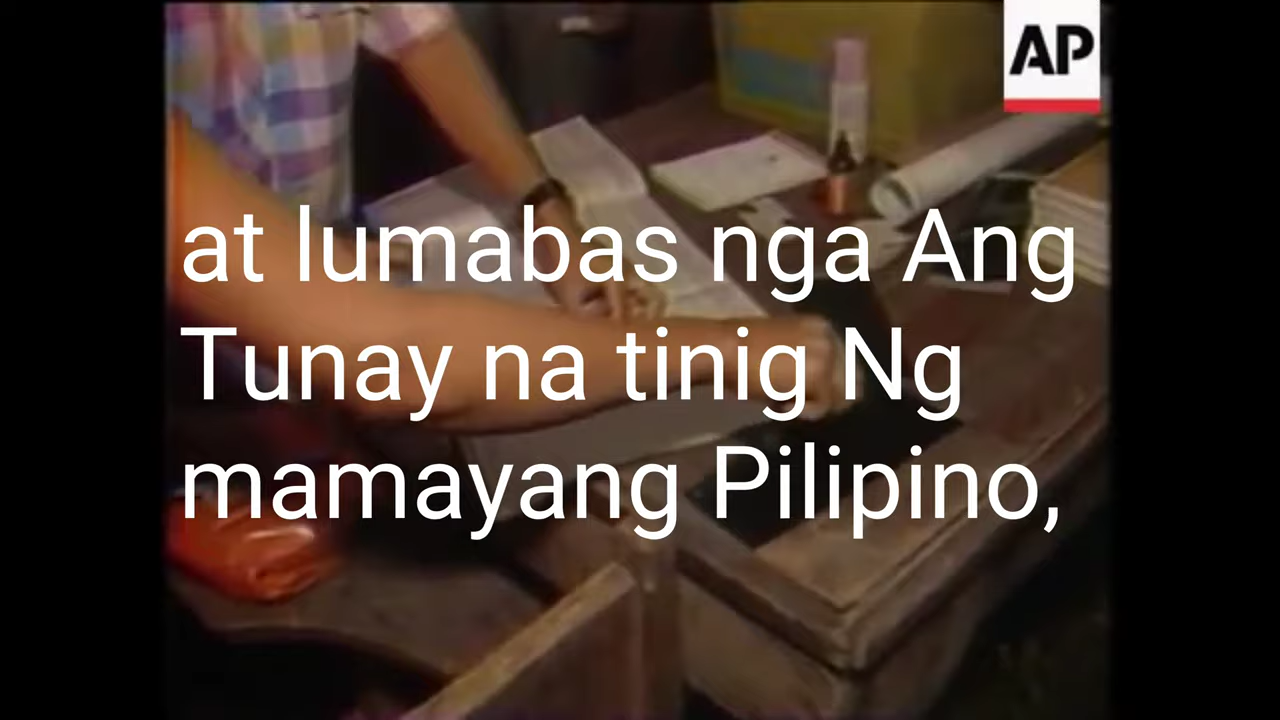 AP
at lumabas nga Ang
Tunay na tinig Ng
mamayang Pilipino,